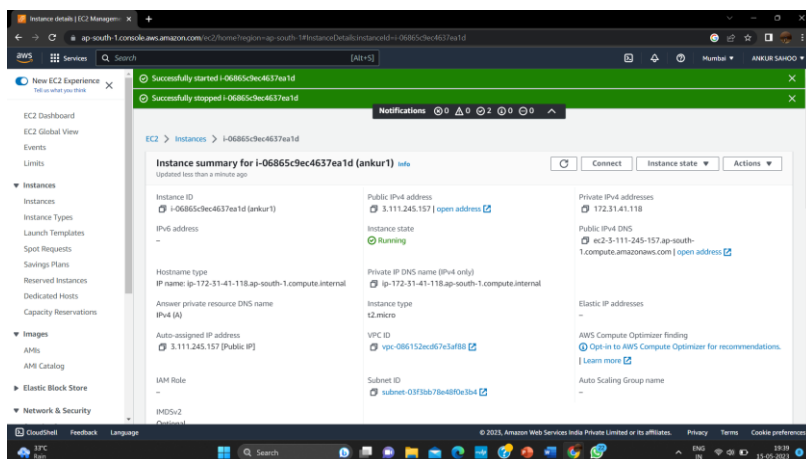 Instance details | EC2 Managem
ap-south-1.console.aws.amazon.com/ec2/home?region=ap-south-1#InstanceDetails:instanceId=i-06865c9ec4637ea1d
aws Services Search [Alt+S] Mumbai ANKUR SAHOO
New EC2 Experience
Tell us what you think
EC2 Dashboard
EC2 Global View
Events
Limits
Instances
Instances
Instance Types
Launch Templates
Spot Requests
Savings Plans
Reserved Instances
Dedicated Hosts
Capacity Reservations
Images
AMIs
AMI Catalog
Elastic Block Store
Network & Security
Successfully started i-06865c9ec4637ea1d
Successfully stopped i-06865c9ec4637ea1d
Notifications 0 0 2 0 0
EC2 > Instances > i-06865c9ec4637ea1d
Instance summary for i-06865c9ec4637ea1d (ankur1) Info
Updated less than a minute ago
Connect Instance state Actions
Instance ID
i-06865c9ec4637ea1d (ankur1)
Public IPv4 address
3.111.245.157 | open address
Private IPv4 addresses
172.31.41.118
IPv6 address
–
Instance state
Running
Public IPv4 DNS
ec2-3-111-245-157.ap-south-
1.compute.amazonaws.com | open address
Hostname type
IP name: ip-172-31-41-118.ap-south-1.compute.internal
Private IP DNS name (IPv4 only)
ip-172-31-41-118.ap-south-1.compute.internal
Answer private resource DNS name
IPv4 (A)
Instance type
t2.micro
Elastic IP addresses
–
Auto-assigned IP address
3.111.245.157 [Public IP]
VPC ID
vpc-086152ecd67e3af88
AWS Compute Optimizer finding
Opt-in to AWS Compute Optimizer for recommendations.
| Learn more
IAM Role
–
Subnet ID
subnet-03f3bb78e48f0e3b4
Auto Scaling Group name
–
IMDSv2
Optional
CloudShell Feedback Language © 2023, Amazon Web Services India Private Limited or its affiliates. Privacy Terms Cookie preferences
33°C
Rain
Search
ENG
IN
19:39
15-05-2023